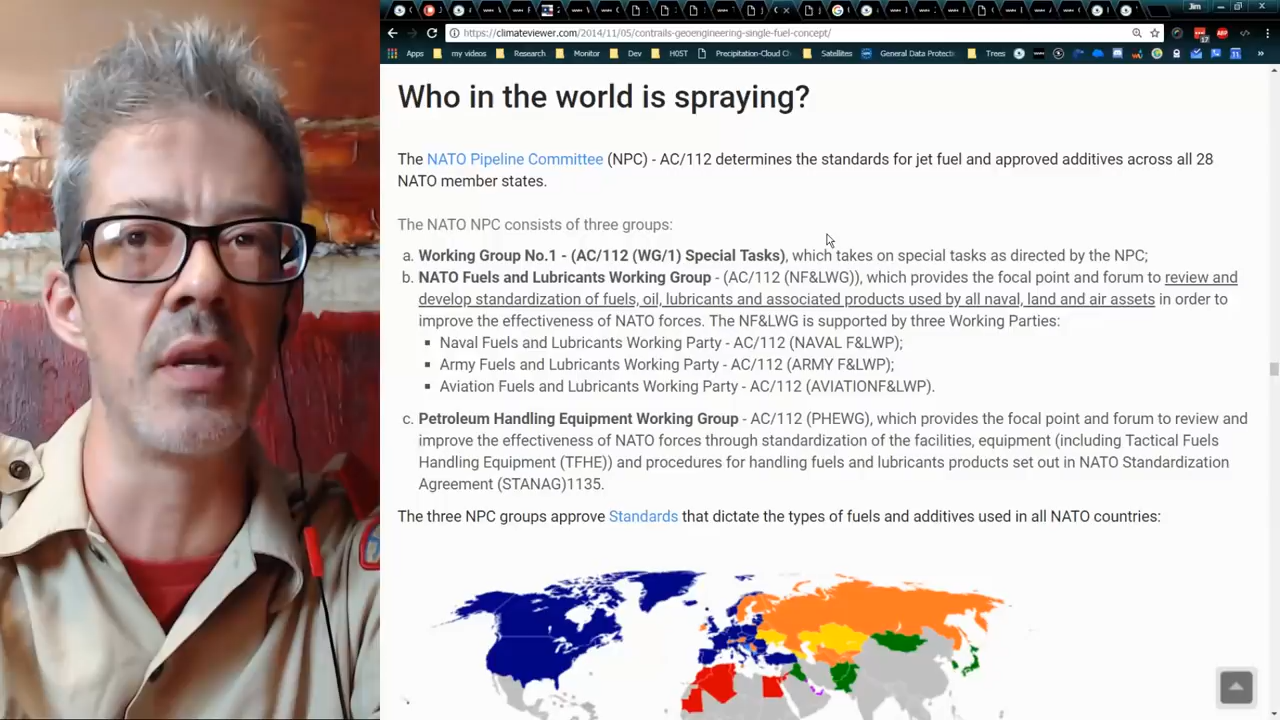 Jim
https://climateviewer.com/2014/11/05/contrails-geoengineering-single-fuel-concept/
Apps my videos Research Monitor Dev H0ST Precipitation-Cloud Ch Satellites General Data Protecti Trees
Who in the world is spraying?
The NATO Pipeline Committee (NPC) - AC/112 determines the standards for jet fuel and approved additives across all 28
NATO member states.
The NATO NPC consists of three groups:
a. Working Group No.1 - (AC/112 (WG/1) Special Tasks), which takes on special tasks as directed by the NPC;
b. NATO Fuels and Lubricants Working Group - (AC/112 (NF&LWG)), which provides the focal point and forum to review and
develop standardization of fuels, oil, lubricants and associated products used by all naval, land and air assets in order to
improve the effectiveness of NATO forces. The NF&LWG is supported by three Working Parties:
Naval Fuels and Lubricants Working Party - AC/112 (NAVAL F&LWP);
Army Fuels and Lubricants Working Party - AC/112 (ARMY F&LWP);
Aviation Fuels and Lubricants Working Party - AC/112 (AVIATIONF&LWP).
c. Petroleum Handling Equipment Working Group - AC/112 (PHEWG), which provides the focal point and forum to review and
improve the effectiveness of NATO forces through standardization of the facilities, equipment (including Tactical Fuels
Handling Equipment (TFHE)) and procedures for handling fuels and lubricants products set out in NATO Standardization
Agreement (STANAG)1135.
The three NPC groups approve Standards that dictate the types of fuels and additives used in all NATO countries: